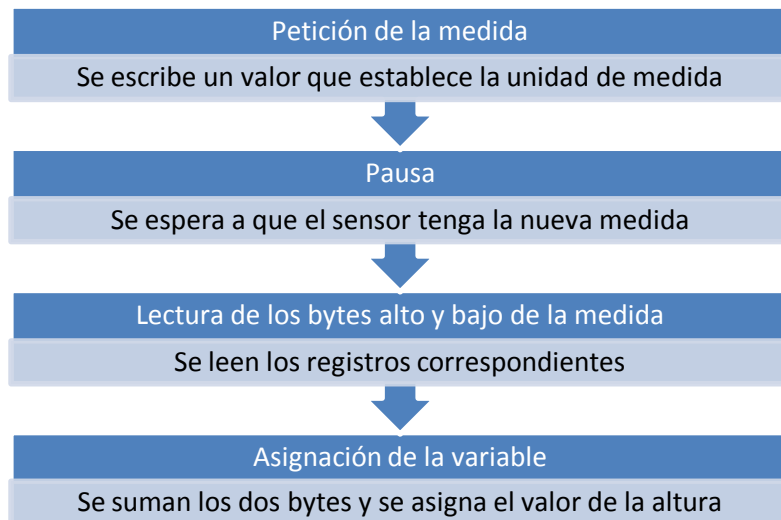 Petición de la medida
Se escribe un valor que establece la unidad de medida
Pausa
Se espera a que el sensor tenga la nueva medida
Lectura de los bytes alto y bajo de la medida
Se leen los registros correspondientes
Asignación de la variable
Se suman los dos bytes y se asigna el valor de la altura